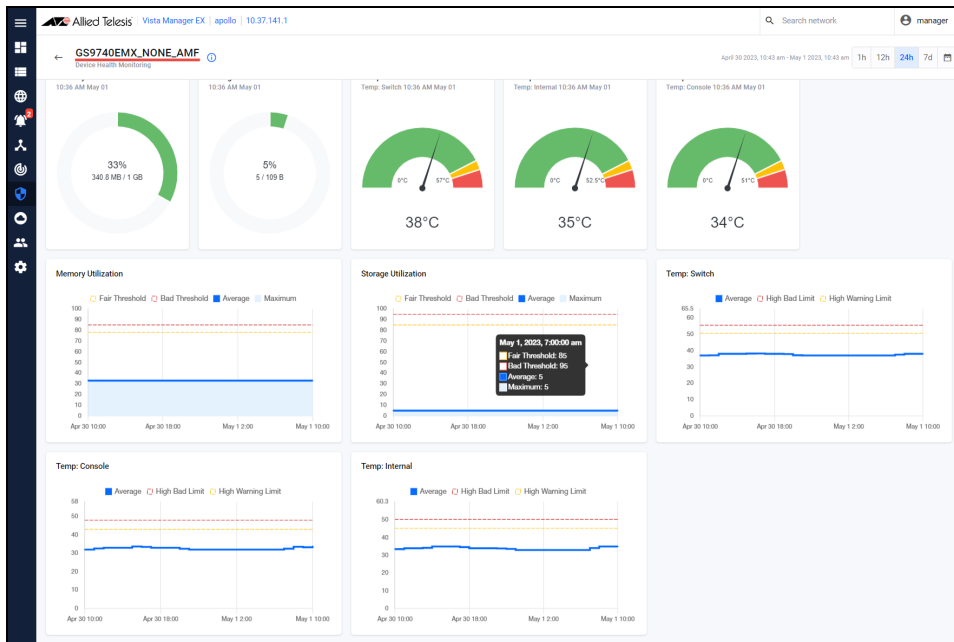 Allied Telesis Vista Manager EX apollo 10.37.141.1 Search network manager
2
← GS9740EMX_NONE_AMF
Device Health Monitoring
April 30 2023, 10:43 am - May 1 2023, 10:43 am 1h 12h 24h 7d
10:36 AM May 01
10:36 AM May 01
Temp: Switch 10:36 AM May 01
Temp: Internal 10:36 AM May 01
Temp: Console 10:36 AM May 01
33%
340.8 MB / 1 GB
5%
5 / 109 B
0°C 57°C
38°C
0°C 52.5°C
35°C
0°C 51°C
34°C
Memory Utilization
Fair Threshold Bad Threshold Average Maximum
100
90
80
70
60
50
40
30
20
10
0
Apr 30 10:00 Apr 30 18:00 May 1 2:00 May 1 10:00
Storage Utilization
Fair Threshold Bad Threshold Average Maximum
100
90
80
70
60
50
40
30
20
10
0
May 1, 2023, 7:00:00 am
Fair Threshold: 85
Bad Threshold: 95
Average: 5
Maximum: 5
Apr 30 10:00 Apr 30 18:00 May 1 2:00 May 1 10:00
Temp: Switch
Average High Bad Limit High Warning Limit
65.5
60
50
40
30
20
10
0
Apr 30 10:00 Apr 30 18:00 May 1 2:00 May 1 10:00
Temp: Console
Average High Bad Limit High Warning Limit
58
50
40
30
20
10
0
Apr 30 10:00 Apr 30 18:00 May 1 2:00 May 1 10:00
Temp: Internal
Average High Bad Limit High Warning Limit
60.3
50
40
30
20
10
0
Apr 30 10:00 Apr 30 18:00 May 1 2:00 May 1 10:00